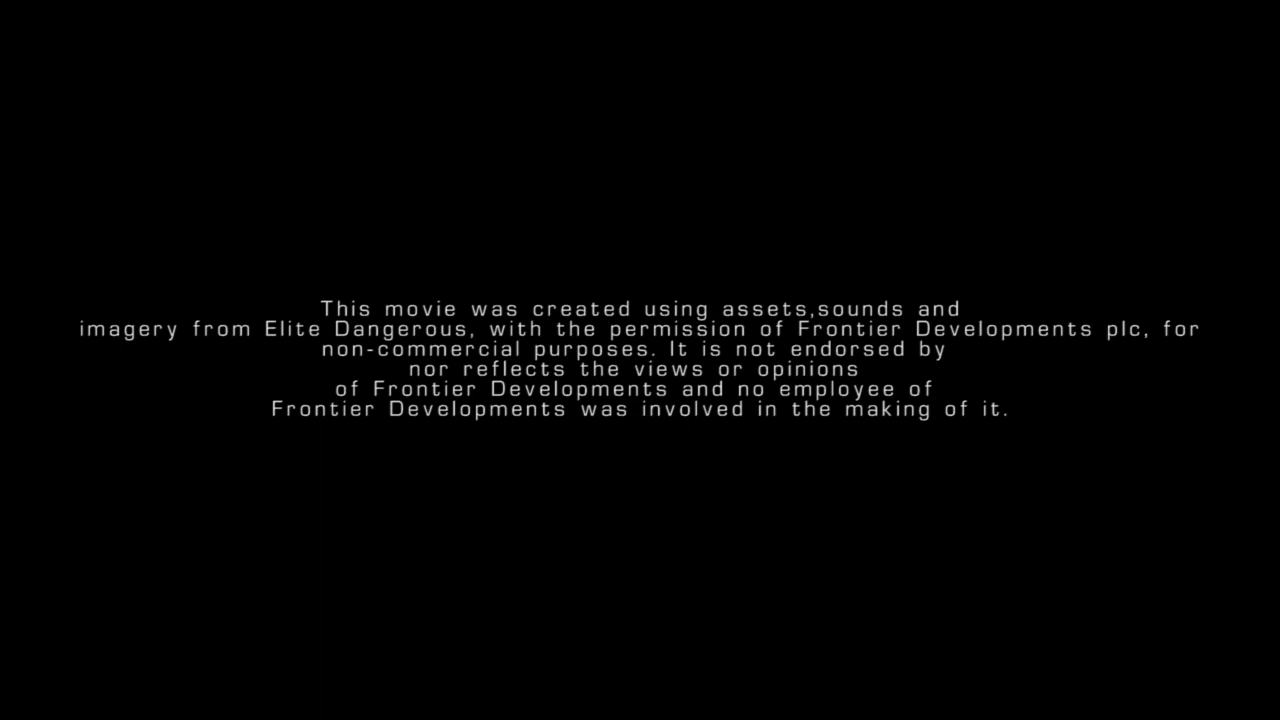 This movie was created using assets,sounds and
imagery from Elite Dangerous, with the permission of Frontier Developments plc, for
non-commercial purposes. It is not endorsed by
nor reflects the views or opinions
of Frontier Developments and no employee of
Frontier Developments was involved in the making of it.